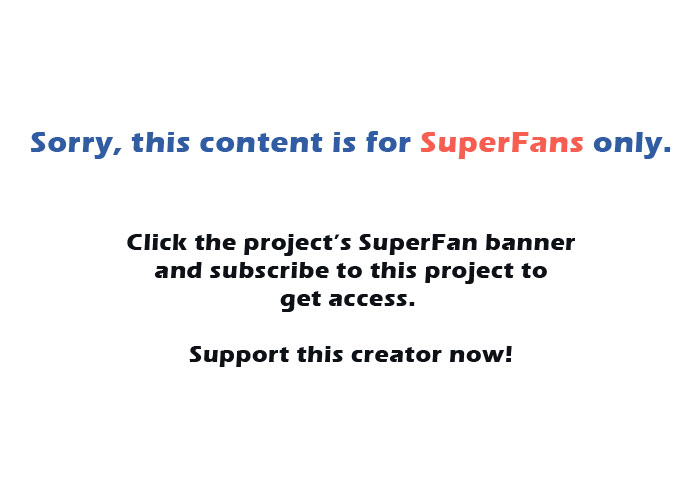 Sorry, this content is for SuperFans only.
Click the project’s SuperFan banner
and subscribe to this project to
get access.
Support this creator now!